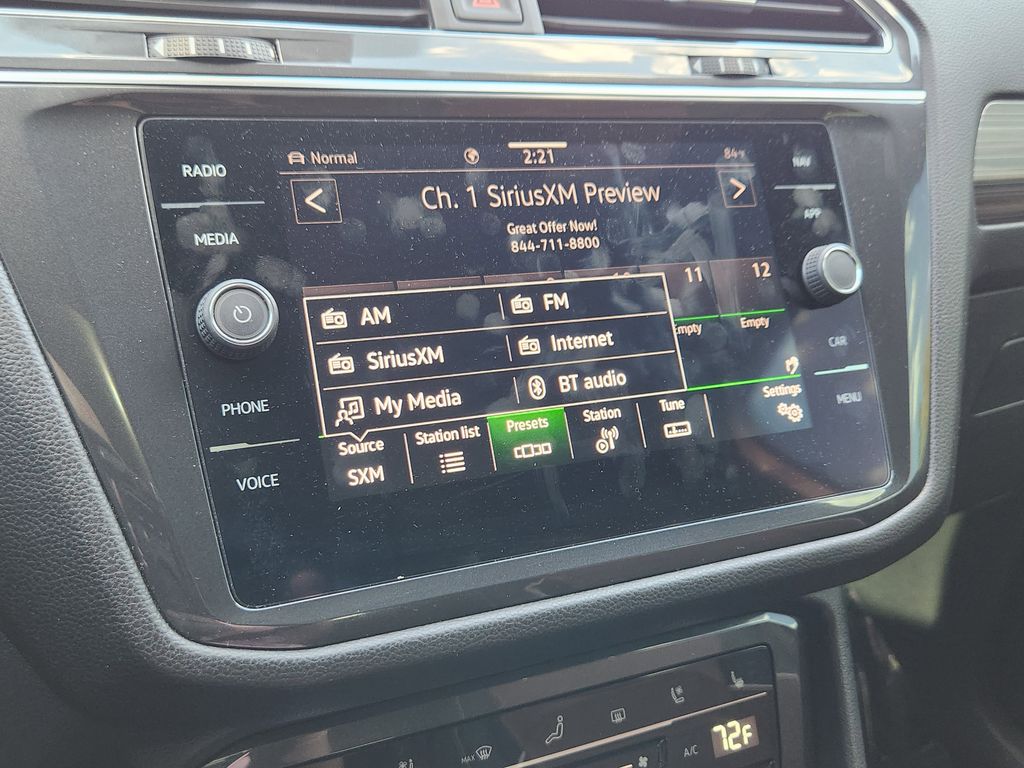 RADIO
MEDIA
PHONE
VOICE
Normal
2:21
84°F
NAV
APP
CAR
MENU
Ch. 1 SiriusXM Preview
Great Offer Now!
844-711-8800
11
12
Empty
Empty
AM
FM
SiriusXM
Internet
My Media
BT audio
Source
SXM
Station list
Presets
Station
Tune
Settings
MAX
A/C
72F